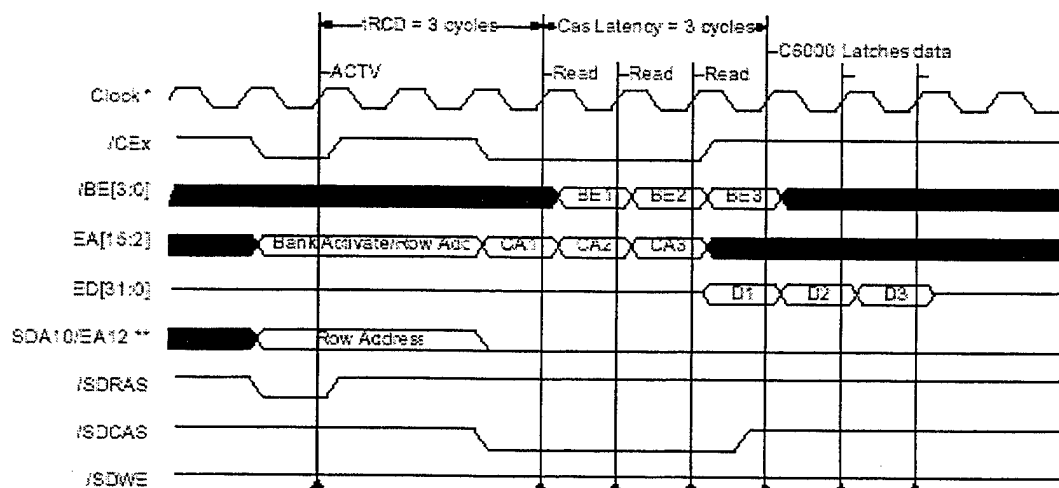 tRCD = 3 cycles
Cas Latency = 3 cycles
C6000 Latches data
ACTV
Read
Read
Read
Clock *
/CEx
/BE[3:0]
BE1
BE2
BE3
EA[15:2]
Bank Activate/Row Add
CA1
CA2
CA3
ED[31:0]
D1
D2
D3
SDA10/EA12 **
Row Address
/SDRAS
/SDCAS
/SDWE